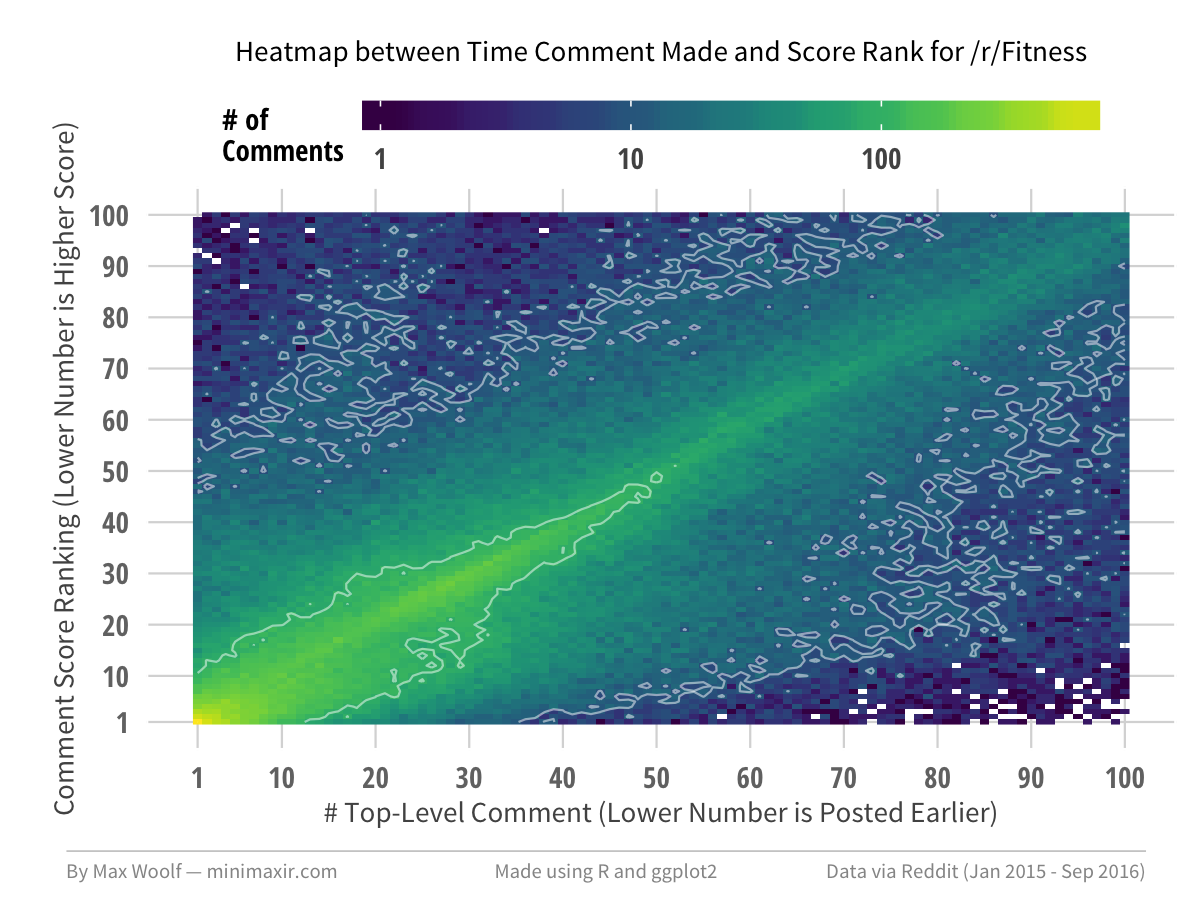 Heatmap between Time Comment Made and Score Rank for /r/Fitness
# of
Comments
1 10 100
Comment Score Ranking (Lower Number is Higher Score)
100
90
80
70
60
50
40
30
20
10
1
1 10 20 30 40 50 60 70 80 90 100
# Top-Level Comment (Lower Number is Posted Earlier)
By Max Woolf — minimaxir.com Made using R and ggplot2 Data via Reddit (Jan 2015 - Sep 2016)